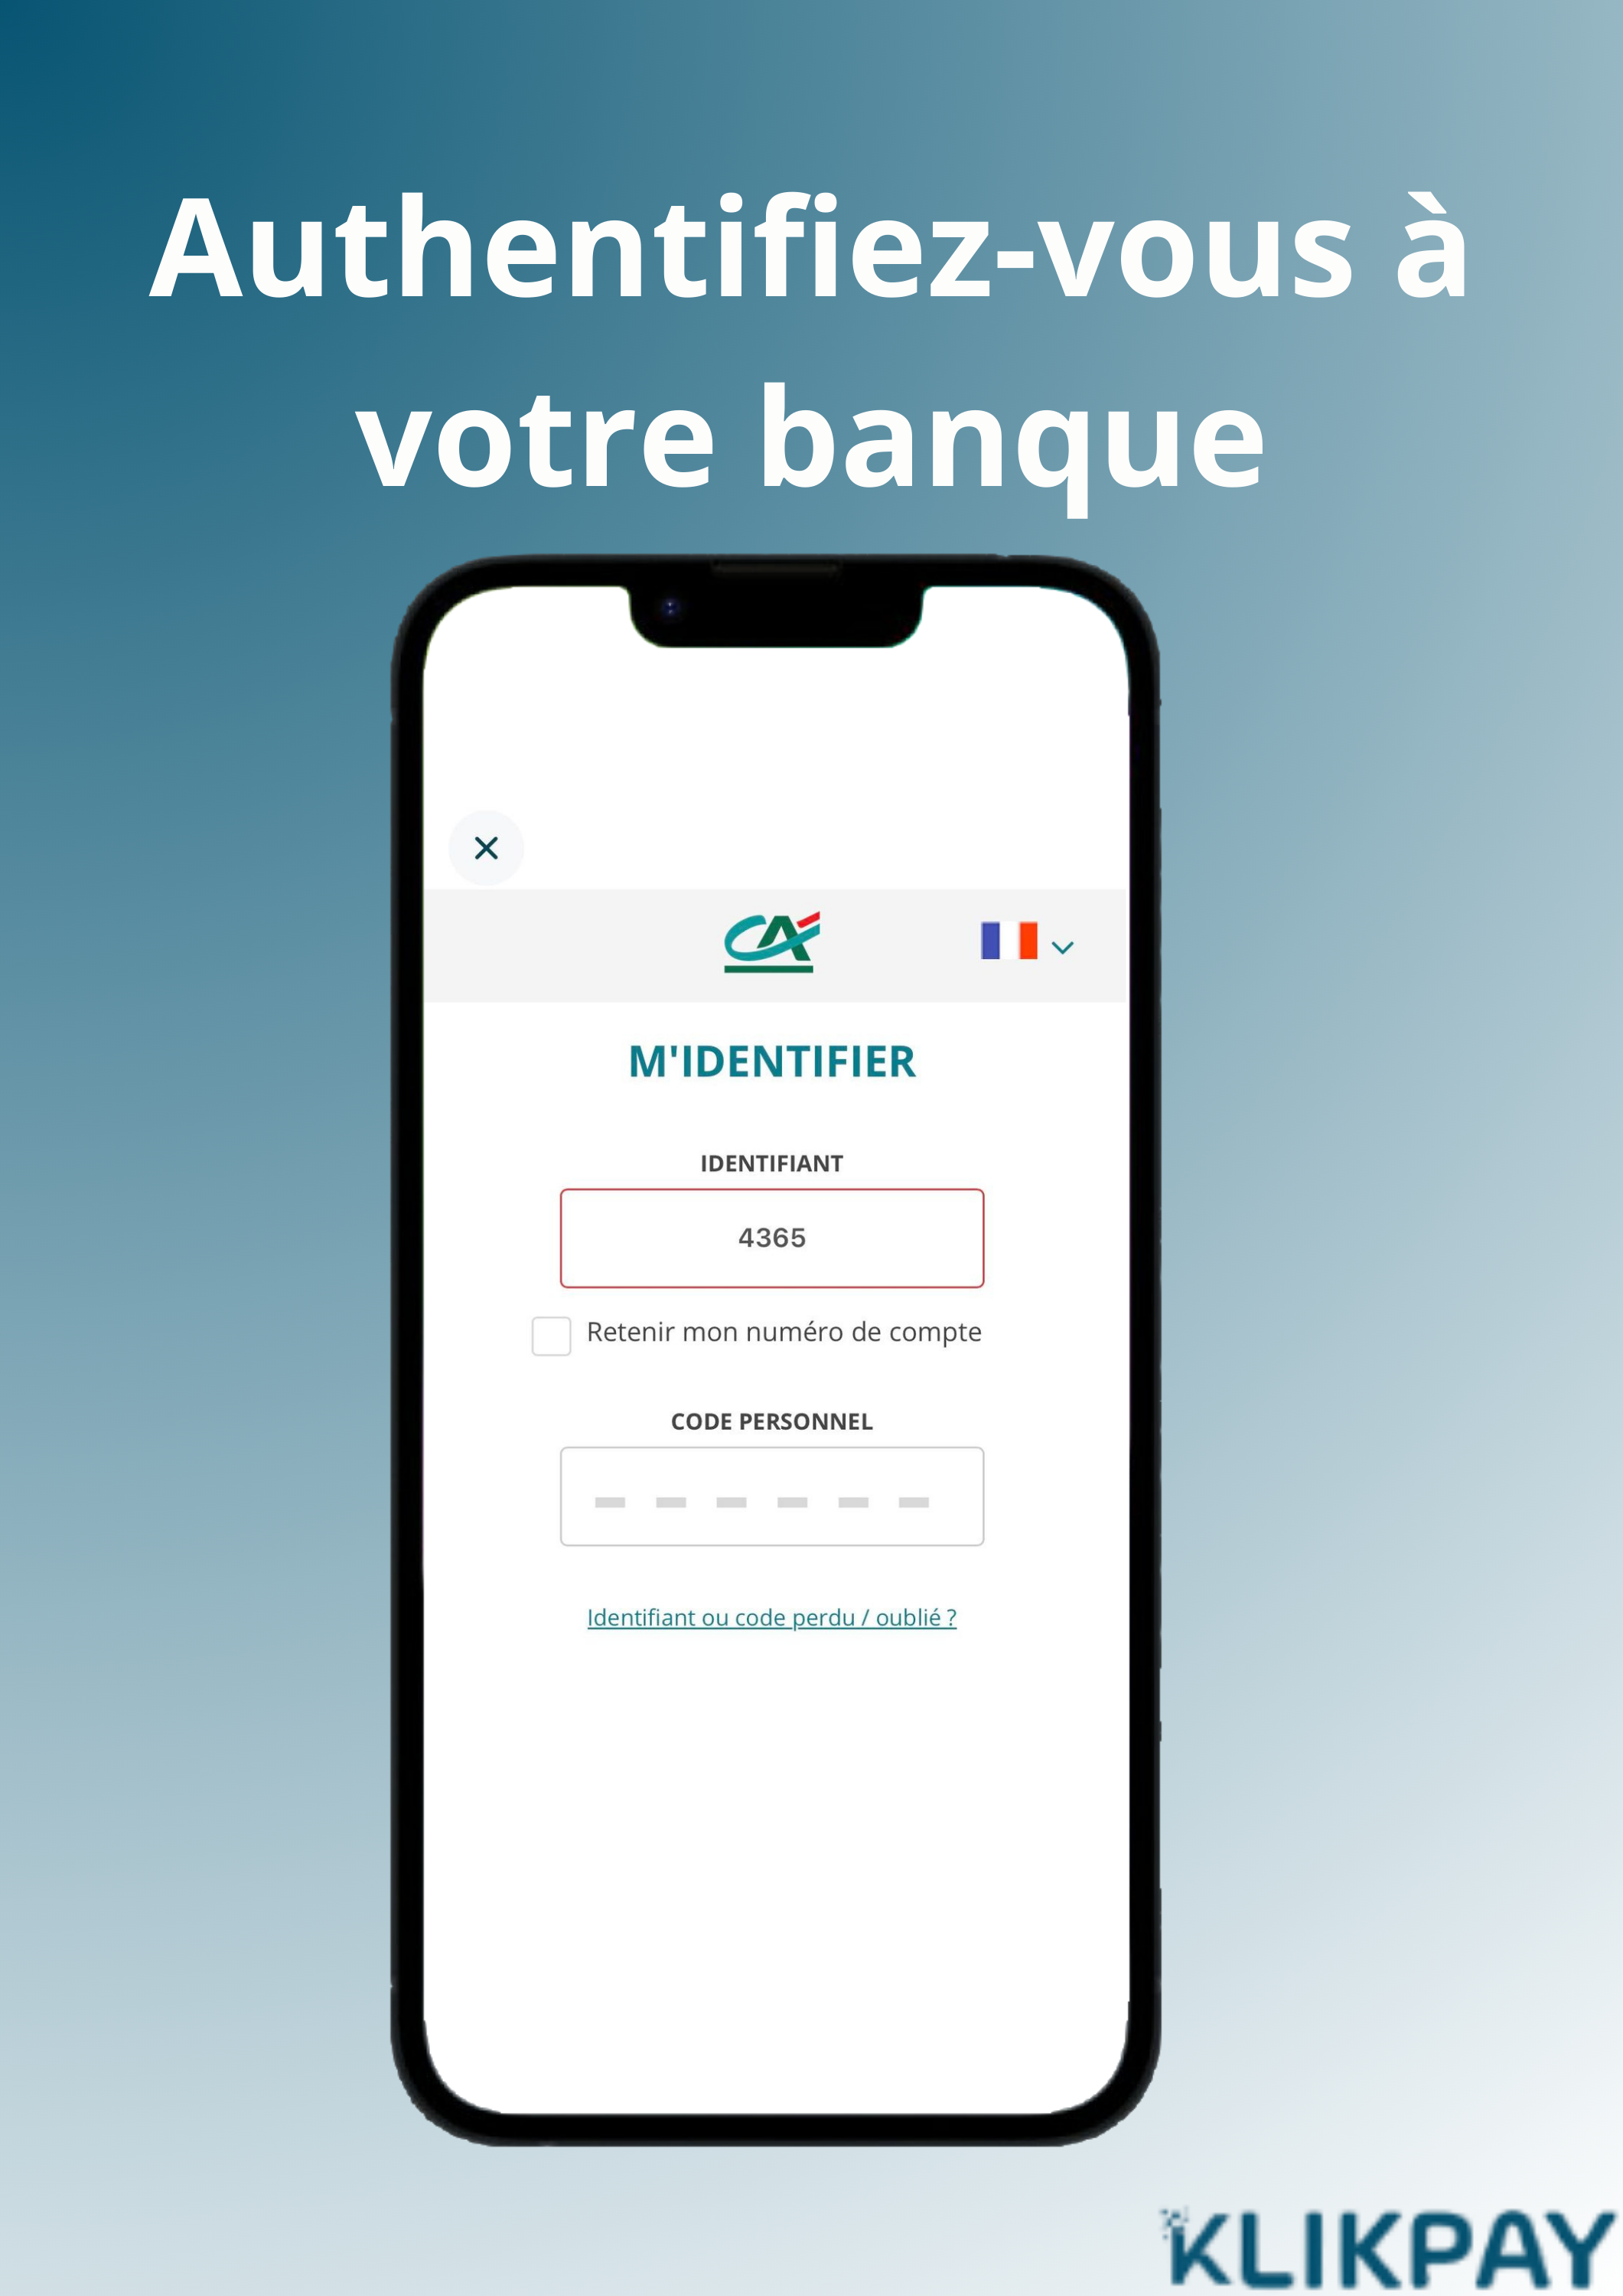 Authentifiez-vous à
votre banque
CA
M'IDENTIFIER
IDENTIFIANT
4365
Retenir mon numéro de compte
CODE PERSONNEL
Identifiant ou code perdu / oublié ?
KLIKPAY